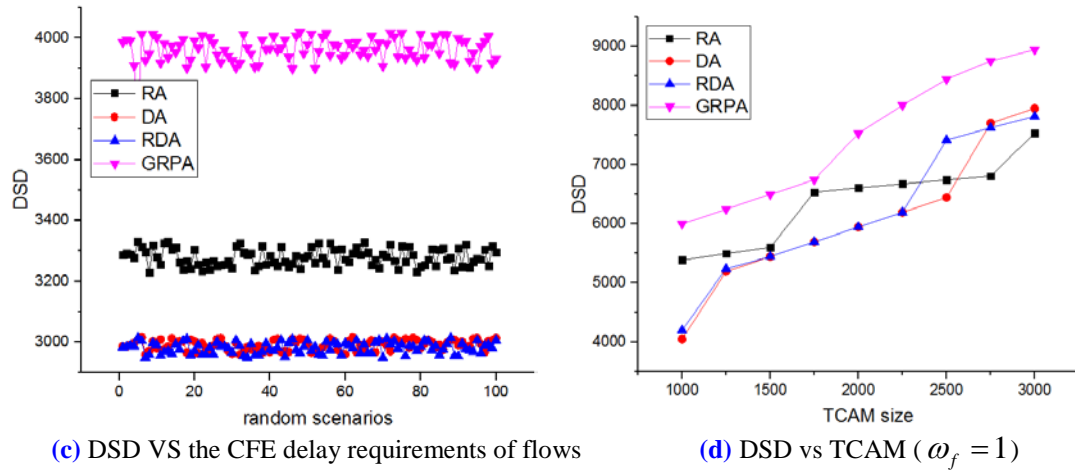 4000
3800
3600
3400
3200
3000
DSD
RA
DA
RDA
GRPA
0
20
40
60
80
100
random scenarios
(c) DSD VS the CFE delay requirements of flows
9000
8000
7000
6000
5000
4000
DSD
RA
DA
RDA
GRPA
1000
1500
2000
2500
3000
TCAM size
(d) DSD vs TCAM ( ω_f = 1 )